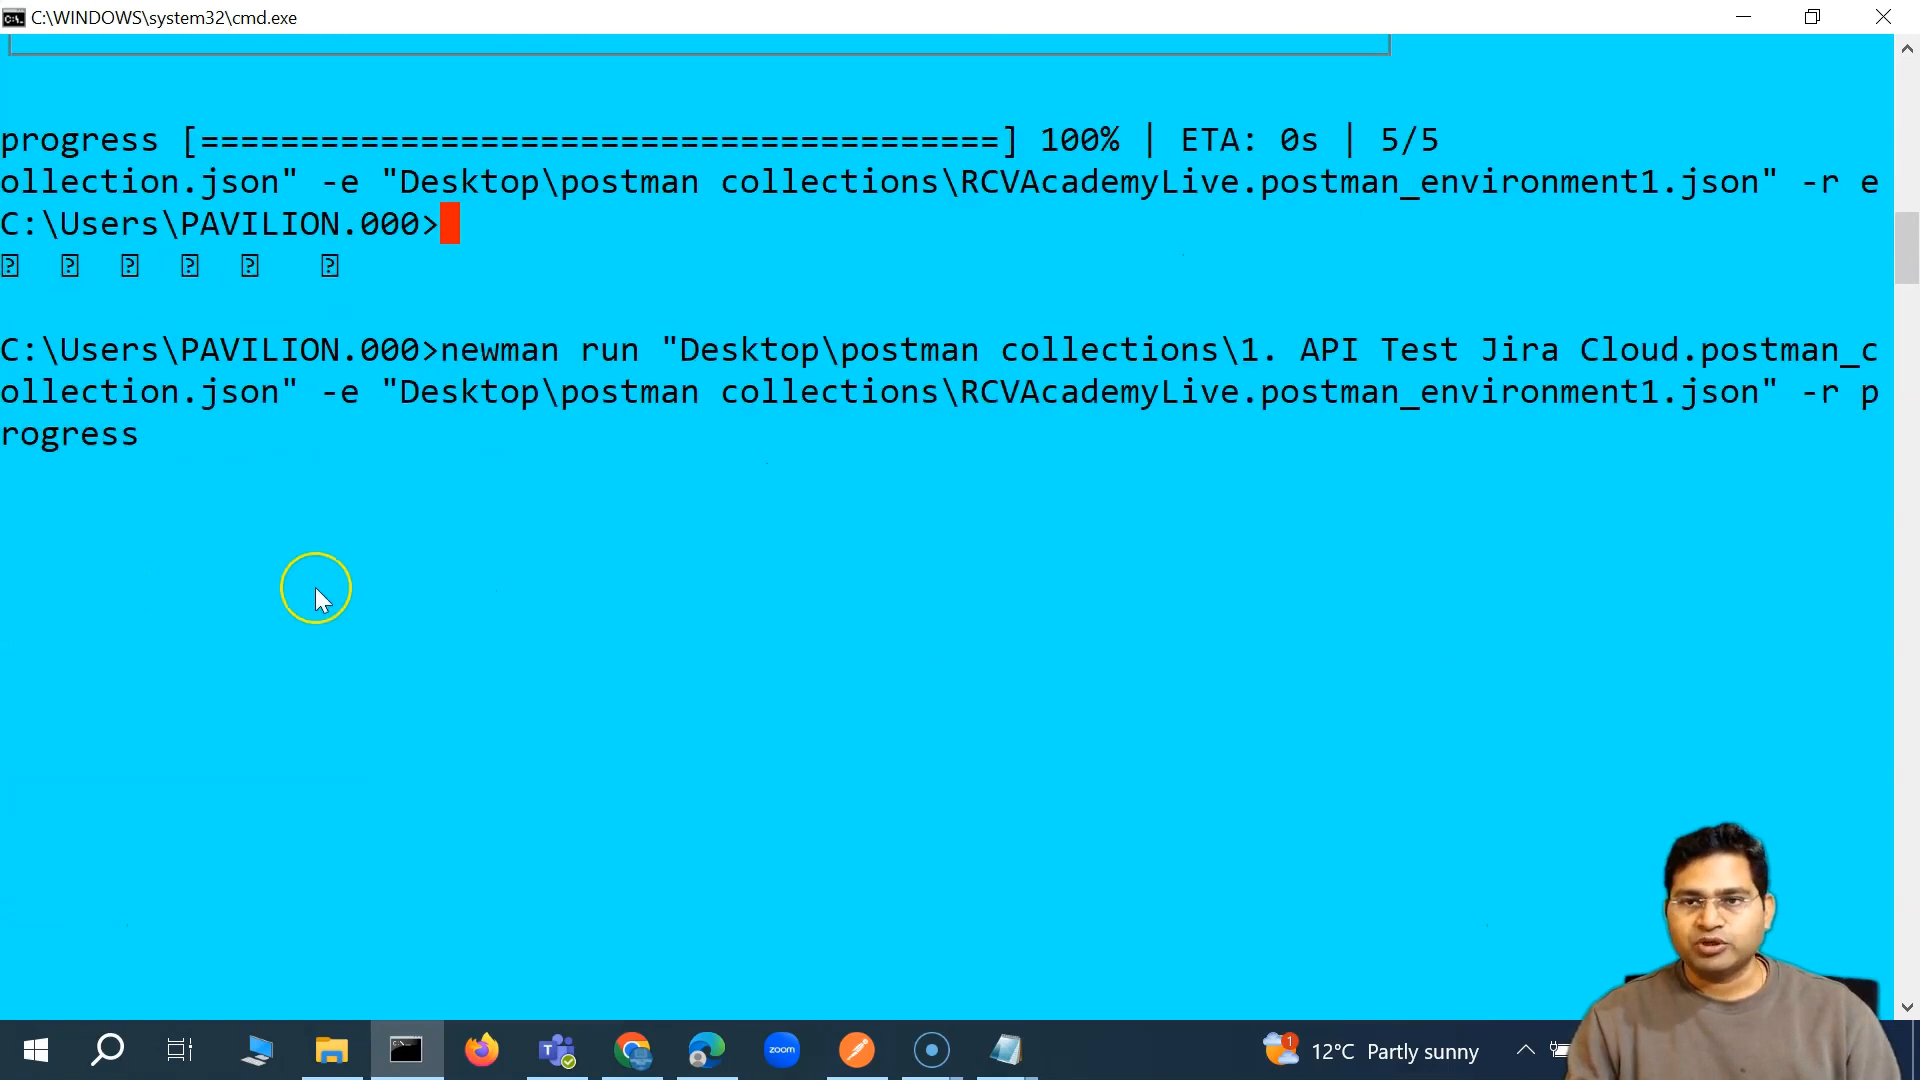 C:\WINDOWS\system32\cmd.exe
progress [========================================] 100% | ETA: 0s | 5/5
ollection.json" -e "Desktop\postman collections\RCVAcademyLive.postman_environment1.json" -r e
C:\Users\PAVILION.000>
C:\Users\PAVILION.000>newman run "Desktop\postman collections\1. API Test Jira Cloud.postman_c
ollection.json" -e "Desktop\postman collections\RCVAcademyLive.postman_environment1.json" -r p
rogress
zoom
1
12°C Partly sunny